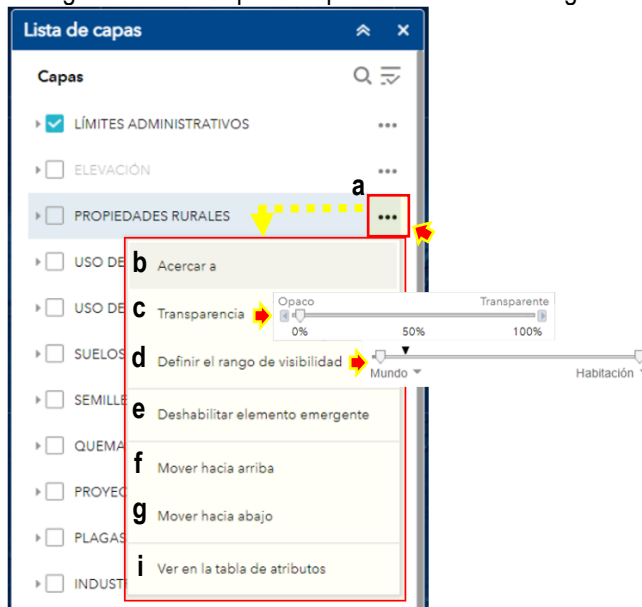 Lista de capas
Capas
LÍMITES ADMINISTRATIVOS
ELEVACIÓN
a
PROPIEDADES RURALES
USO DE
b Acercar a
USO DE
c Transparencia
Opaco Transparente
0% 50% 100%
SUELOS
d Definir el rango de visibilidad
Mundo Habitación
SEMILLE
e Deshabilitar elemento emergente
QUEMA
f Mover hacia arriba
PROYEC
g Mover hacia abajo
PLAGAS
i Ver en la tabla de atributos
INDUST